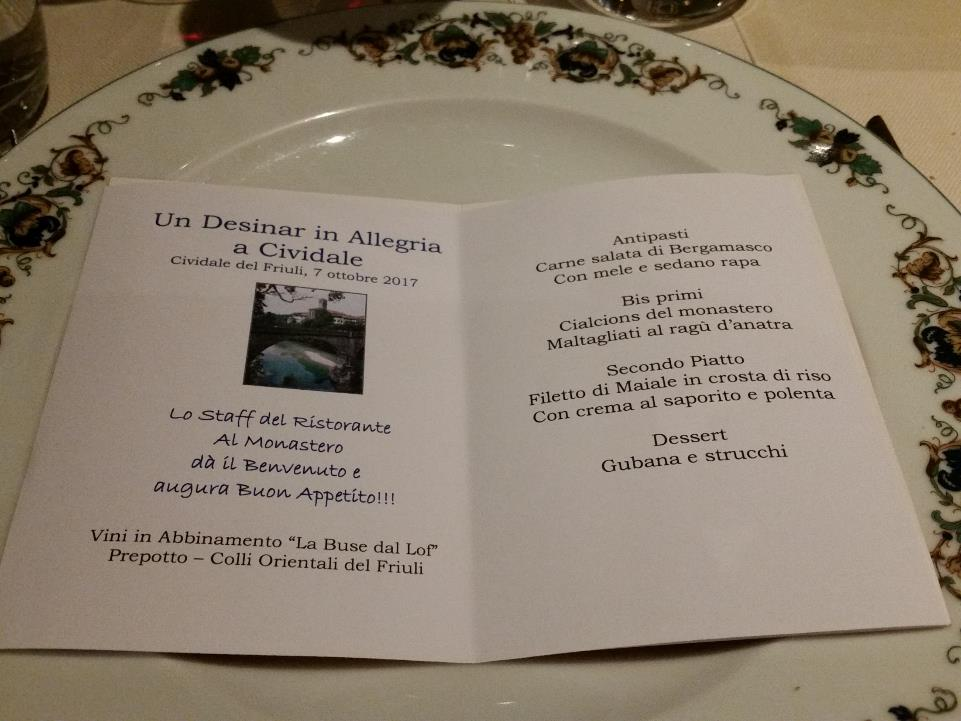 Un Desinar in Allegria
a Cividale
Cividale del Friuli, 7 ottobre 2017
Lo Staff del Ristorante
Al Monastero
dà il Benvenuto e
augura Buon Appetito!!!
Vini in Abbinamento “La Buse dal Lof”
Prepotto – Colli Orientali del Friuli
Antipasti
Carne salata di Bergamasco
Con mele e sedano rapa
Bis primi
Cialcions del monastero
Maltagliati al ragù d’anatra
Secondo Piatto
Filetto di Maiale in crosta di riso
Con crema al saporito e polenta
Dessert
Gubana e strucchi